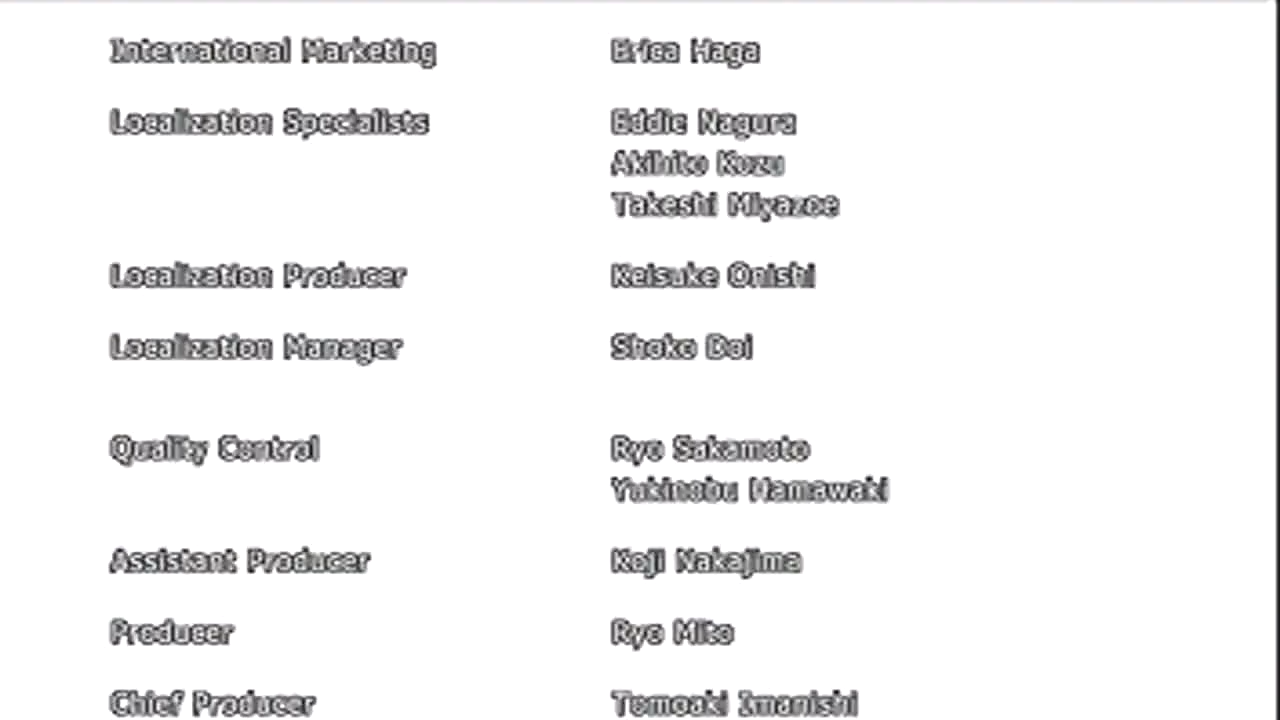 International Marketing Erica Haga
Localization Specialists Eddie Nagura
Akihito Kozu
Takeshi Miyazoe
Localization Producer Keisuke Onishi
Localization Manager Shoko Doi
Quality Control Ryo Sakamoto
Yukinobu Hamawaki
Assistant Producer Koji Nakajima
Producer Ryo Mito
Chief Producer Tomoaki Imanishi